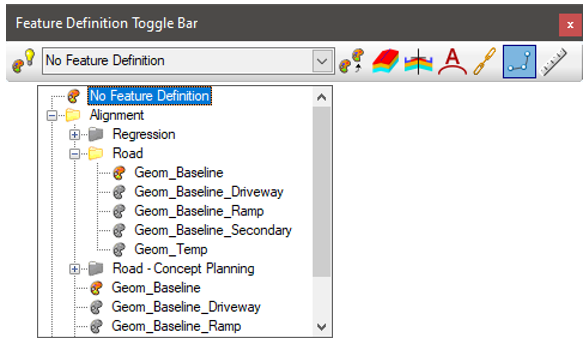 Feature Definition Toggle Bar
x
No Feature Definition
No Feature Definition
Alignment
Regression
Road
Geom_Baseline
Geom_Baseline_Driveway
Geom_Baseline_Ramp
Geom_Baseline_Secondary
Geom_Temp
Road - Concept Planning
Geom_Baseline
Geom_Baseline_Driveway
Geom_Baseline_Ramp